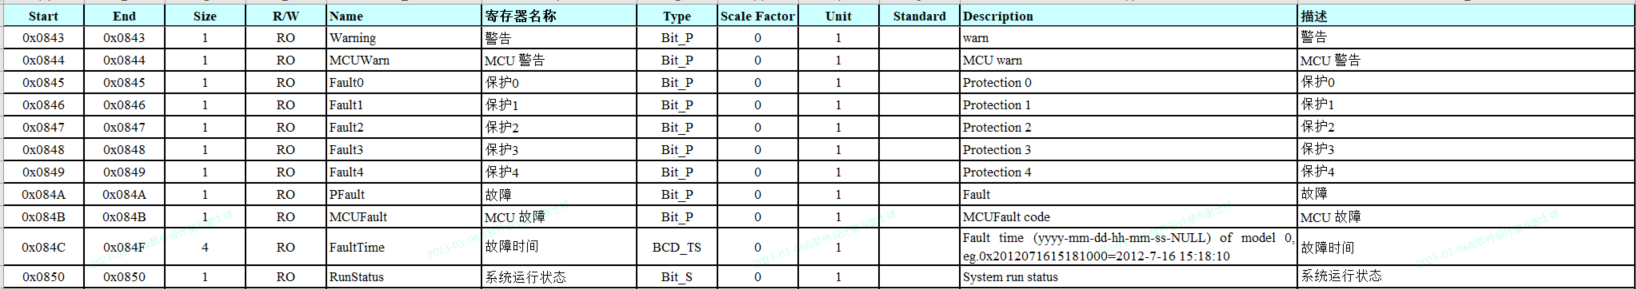 Start End Size R/W Name 寄存器名称 Type Scale Factor Unit Standard Description 描述
0x0843 0x0843 1 RO Warning 警告 Bit_P 0 1 warn 警告
0x0844 0x0844 1 RO MCUWarn MCU 警告 Bit_P 0 1 MCU warn MCU 警告
0x0845 0x0845 1 RO Fault0 保护0 Bit_P 0 1 Protection 0 保护0
0x0846 0x0846 1 RO Fault1 保护1 Bit_P 0 1 Protection 1 保护1
0x0847 0x0847 1 RO Fault2 保护2 Bit_P 0 1 Protection 2 保护2
0x0848 0x0848 1 RO Fault3 保护3 Bit_P 0 1 Protection 3 保护3
0x0849 0x0849 1 RO Fault4 保护4 Bit_P 0 1 Protection 4 保护4
0x084A 0x084A 1 RO PFault 故障 Bit_P 0 1 Fault 故障
0x084B 0x084B 1 RO MCUFault MCU 故障 Bit_P 0 1 MCUFault code MCU 故障
0x084C 0x084F 4 RO FaultTime 故障时间 BCD_TS 0 1 Fault time (yyyy-mm-dd-hh-mm-ss-NULL) of model 0,
eg.0x2012071615181000=2012-7-16 15:18:10 故障时间
0x0850 0x0850 1 RO RunStatus 系统运行状态 Bit_S 0 1 System run status 系统运行状态